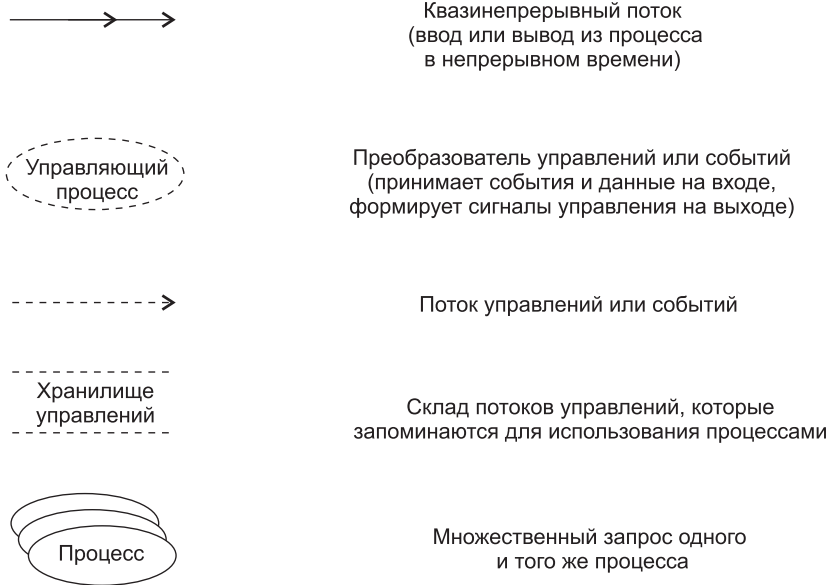 Квазинепрерывный поток
(ввод или вывод из процесса
в непрерывном времени)
Управляющий
процесс
Преобразователь управлений или событий
(принимает события и данные на входе,
формирует сигналы управления на выходе)
Поток управлений или событий
Хранилище
управлений
Склад потоков управлений, которые
запоминаются для использования процессами
Процесс
Множественный запрос одного
и того же процесса